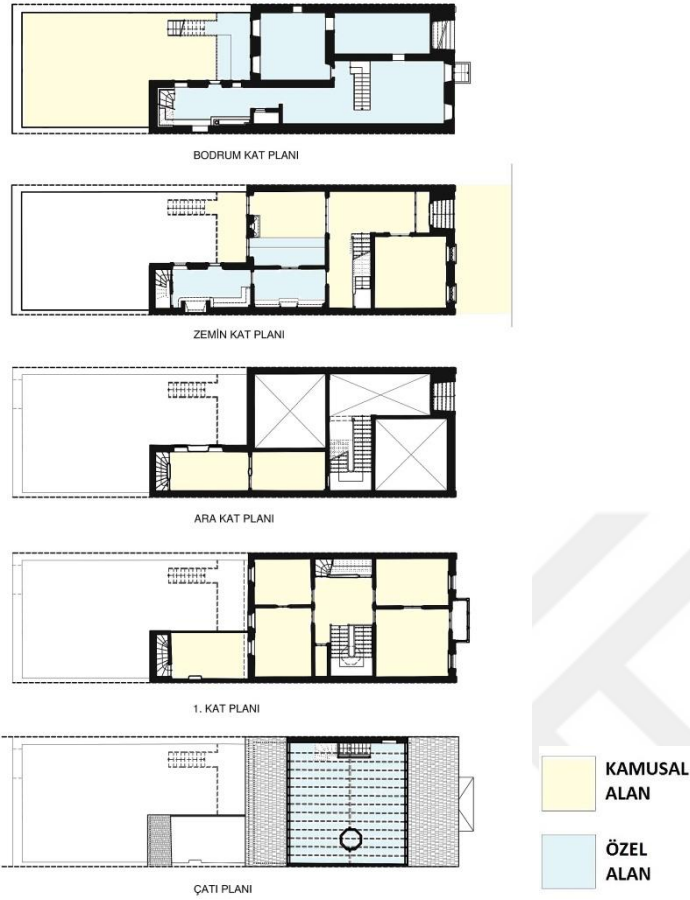 BODRUM KAT PLANI
ZEMİN KAT PLANI
ARA KAT PLANI
1. KAT PLANI
ÇATI PLANI
KAMUSAL
ALAN
ÖZEL
ALAN